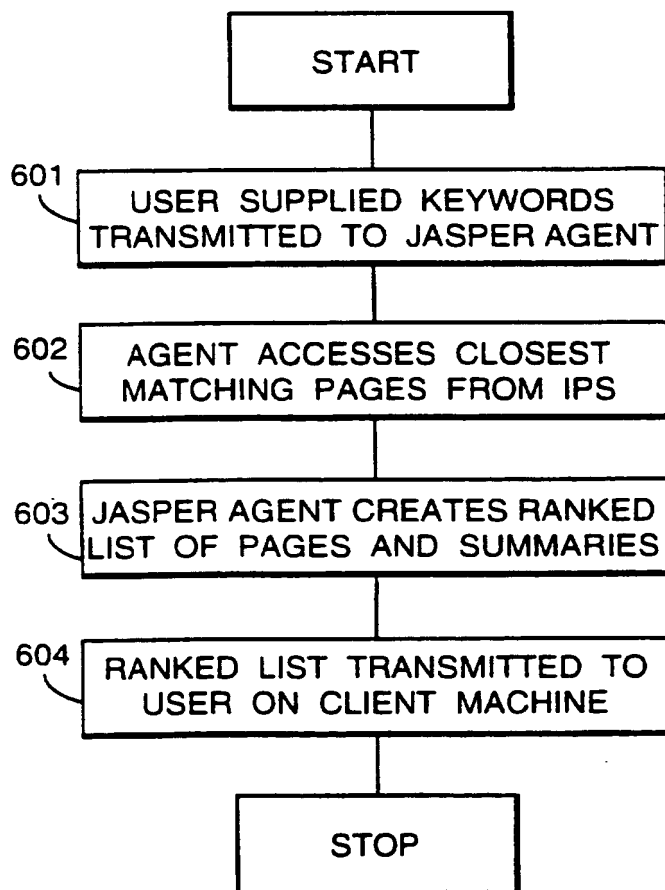 START
601
USER SUPPLIED KEYWORDS
TRANSMITTED TO JASPER AGENT
602
AGENT ACCESSES CLOSEST
MATCHING PAGES FROM IPS
603
JASPER AGENT CREATES RANKED
LIST OF PAGES AND SUMMARIES
604
RANKED LIST TRANSMITTED TO
USER ON CLIENT MACHINE
STOP